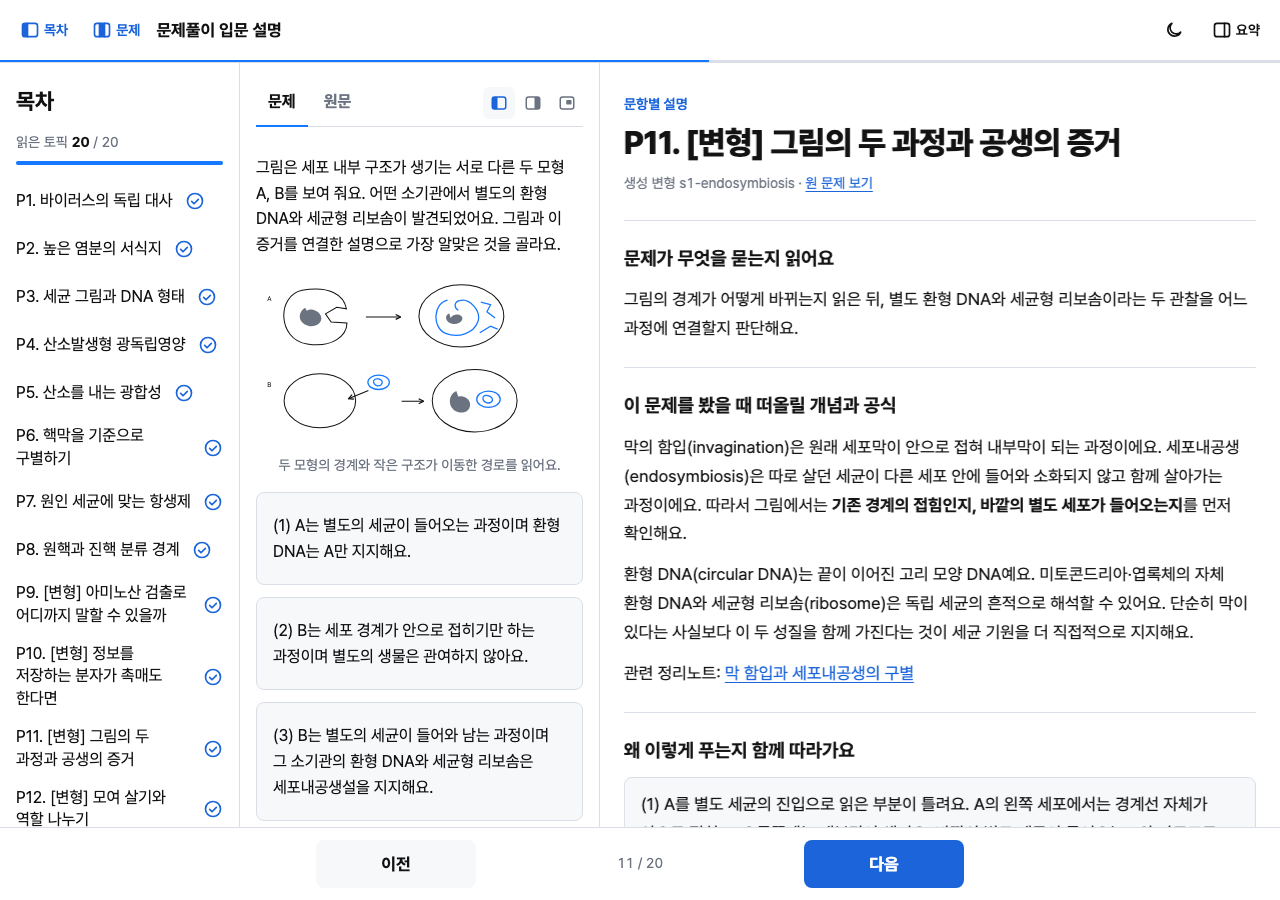 목차
문제
문제풀이 입문 설명
요약
목차
읽은 토픽 20 / 20
P1. 바이러스의 독립 대사
P2. 높은 염분의 서식지
P3. 세균 그림과 DNA 형태
P4. 산소발생형 광독립영양
P5. 산소를 내는 광합성
P6. 핵막을 기준으로
구별하기
P7. 원인 세균에 맞는 항생제
P8. 원핵과 진핵 분류 경계
P9. [변형] 아미노산 검출로
어디까지 말할 수 있을까
P10. [변형] 정보를
저장하는 분자가 촉매도
한다면
P11. [변형] 그림의 두
과정과 공생의 증거
P12. [변형] 모여 살기와
역할 나누기
문제
원문
그림은 세포 내부 구조가 생기는 서로 다른 두 모형
A, B를 보여 줘요. 어떤 소기관에서 별도의 환형
DNA와 세균형 리보솜이 발견되었어요. 그림과 이
증거를 연결한 설명으로 가장 알맞은 것을 골라요.
A
B
두 모형의 경계와 작은 구조가 이동한 경로를 읽어요.
(1) A는 별도의 세균이 들어오는 과정이며 환형
DNA는 A만 지지해요.
(2) B는 세포 경계가 안으로 접히기만 하는
과정이며 별도의 생물은 관여하지 않아요.
(3) B는 별도의 세균이 들어와 남는 과정이며
그 소기관의 환형 DNA와 세균형 리보솜은
세포내공생설을 지지해요.
문항별 설명
P11. [변형] 그림의 두 과정과 공생의 증거
생성 변형 s1-endosymbiosis · 원 문제 보기
문제가 무엇을 묻는지 읽어요
그림의 경계가 어떻게 바뀌는지 읽은 뒤, 별도 환형 DNA와 세균형 리보솜이라는 두 관찰을 어느
과정에 연결할지 판단해요.
이 문제를 봤을 때 떠올릴 개념과 공식
막의 함입(invagination)은 원래 세포막이 안으로 접혀 내부막이 되는 과정이에요. 세포내공생
(endosymbiosis)은 따로 살던 세균이 다른 세포 안에 들어와 소화되지 않고 함께 살아가는
과정이에요. 따라서 그림에서는 기존 경계의 접힘인지, 바깥의 별도 세포가 들어오는지를 먼저
확인해요.
환형 DNA(circular DNA)는 끝이 이어진 고리 모양 DNA예요. 미토콘드리아·엽록체의 자체
환형 DNA와 세균형 리보솜(ribosome)은 독립 세균의 흔적으로 해석할 수 있어요. 단순히 막이
있다는 사실보다 이 두 성질을 함께 가진다는 것이 세균 기원을 더 직접적으로 지지해요.
관련 정리노트: 막 함입과 세포내공생의 구별
왜 이렇게 푸는지 함께 따라가요
(1) A를 별도 세균의 진입으로 읽은 부분이 틀려요. A의 왼쪽 세포에서는 경계선 자체가
이전
11 / 20
다음